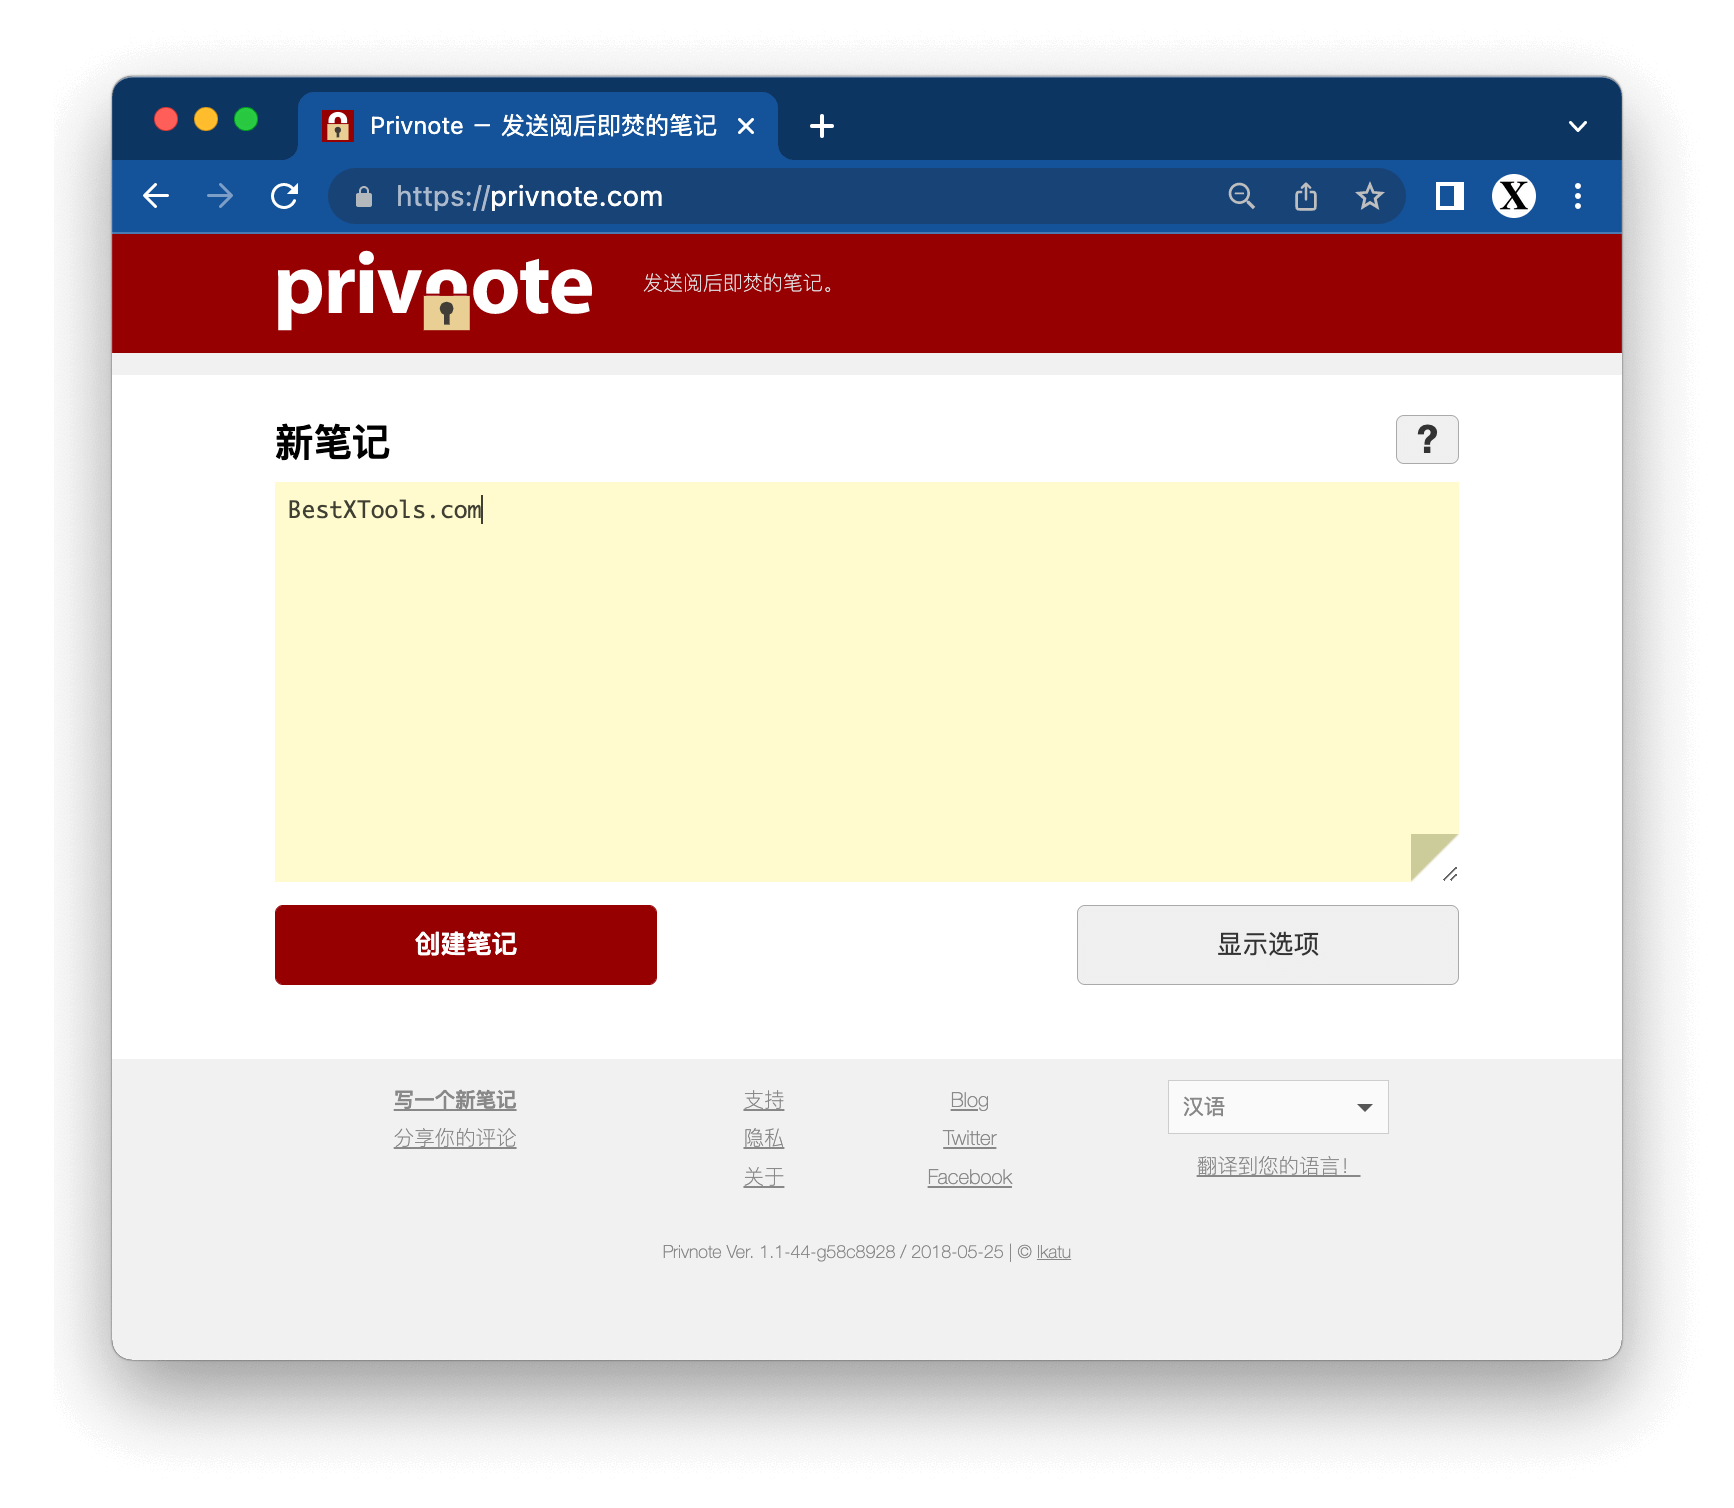 Privnote – 发送阅后即焚的笔记
https://privnote.com
privnote
发送阅后即焚的笔记。
新笔记
?
BestXTools.com
创建笔记
显示选项
写一个新笔记
分享你的评论
支持
隐私
关于
Blog
Twitter
Facebook
汉语
翻译到您的语言！
Privnote Ver. 1.1-44-g58c8928 / 2018-05-25 | © Ikatu